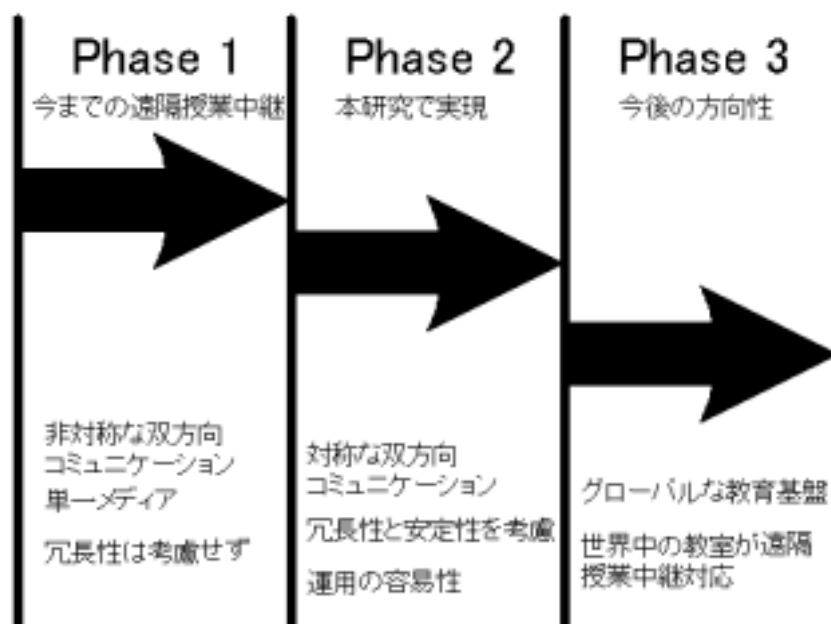 Phase 1
今までの遠隔授業中継
非対称な双方向
コミュニケーション
単一メディア
冗長性は考慮せず
Phase 2
本研究で実現
対称な双方向
コミュニケーション
冗長性と安定性を考慮
運用の容易性
Phase 3
今後の方向性
グローバルな教育基盤
世界中の教室が遠隔
授業中継対応